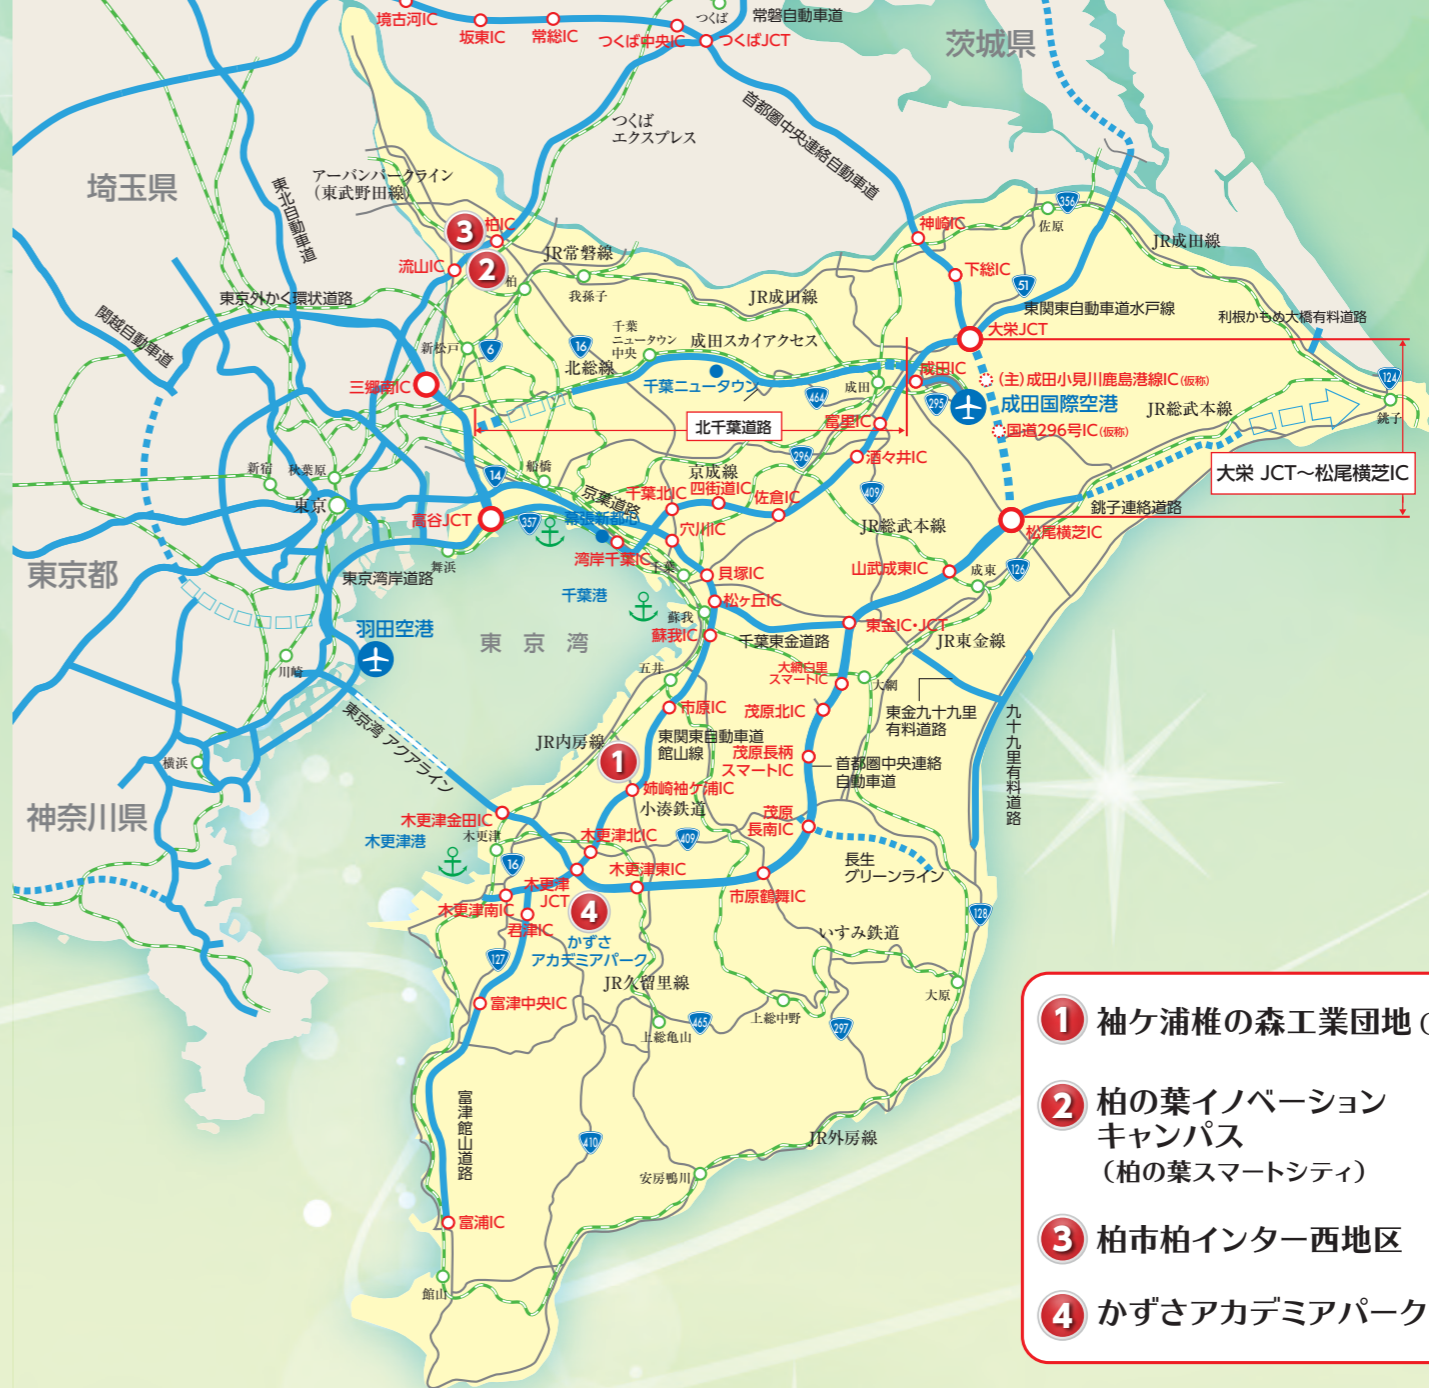 境古河IC
坂東IC
常総IC
つくば中央IC
つくば
つくばJCT
常磐自動車道
茨城県
首都圏中央連絡自動車道
つくば
エクスプレス
埼玉県
東北自動車道
アーバンパークライン
(東武野田線)
3
柏IC
2
流山IC
柏
JR常磐線
我孫子
JR成田線
神崎IC
佐原
356
JR成田線
下総IC
51
東関東自動車道水戸線
大栄JCT
利根かもめ大橋有料道路
関越自動車道
東京外かく環状道路
新松戸
6
16
千葉
ニュータウン
中央
成田スカイアクセス
北総線
千葉ニュータウン
464
成田
成田IC
295
(主)成田小見川鹿島港線IC(仮称)
成田国際空港
国道296号IC(仮称)
JR総武本線
124
銚子
三郷南IC
北千葉道路
富里IC
酒々井IC
296
409
大栄 JCT~松尾横芝IC
銚子連絡道路
新宿
秋葉原
東京
船橋
14
京成線
京葉道路
千葉北IC
四街道IC
佐倉IC
高谷JCT
357
幕張新都心
穴川IC
湾岸千葉IC
千葉
貝塚IC
JR総武本線
松尾横芝IC
山武成東IC
成東
126
東京都
舞浜
東京湾岸道路
千葉港
松ヶ丘IC
蘇我
蘇我IC
千葉東金道路
東金IC・JCT
JR東金線
羽田空港
東京湾
川崎
五井
大網白里
スマートIC
大網
東金九十九里
有料道路
九十九里有料道路
市原IC
茂原北IC
東京湾 アクアライン
JR内房線
東関東自動車道
館山線
茂原長柄
スマートIC
首都圏中央連絡
自動車道
1
姉崎袖ケ浦IC
小湊鉄道
横浜
神奈川県
木更津金田IC
木更津港
木更津
16
木更津北IC
409
茂原
長南IC
長生
グリーンライン
木更津東IC
木更津
JCT
市原鶴舞IC
木更津南IC
君津IC
4
かずさ
アカデミアパーク
128
いすみ鉄道
127
富津中央IC
JR久留里線
上総亀山
465
上総中野
297
大原
富津館山道路
410
JR外房線
安房鴨川
富浦IC
館山
1 袖ケ浦椎の森工業団地(
2 柏の葉イノベーション
キャンパス
(柏の葉スマートシティ)
3 柏市柏インター西地区
4 かずさアカデミアパーク